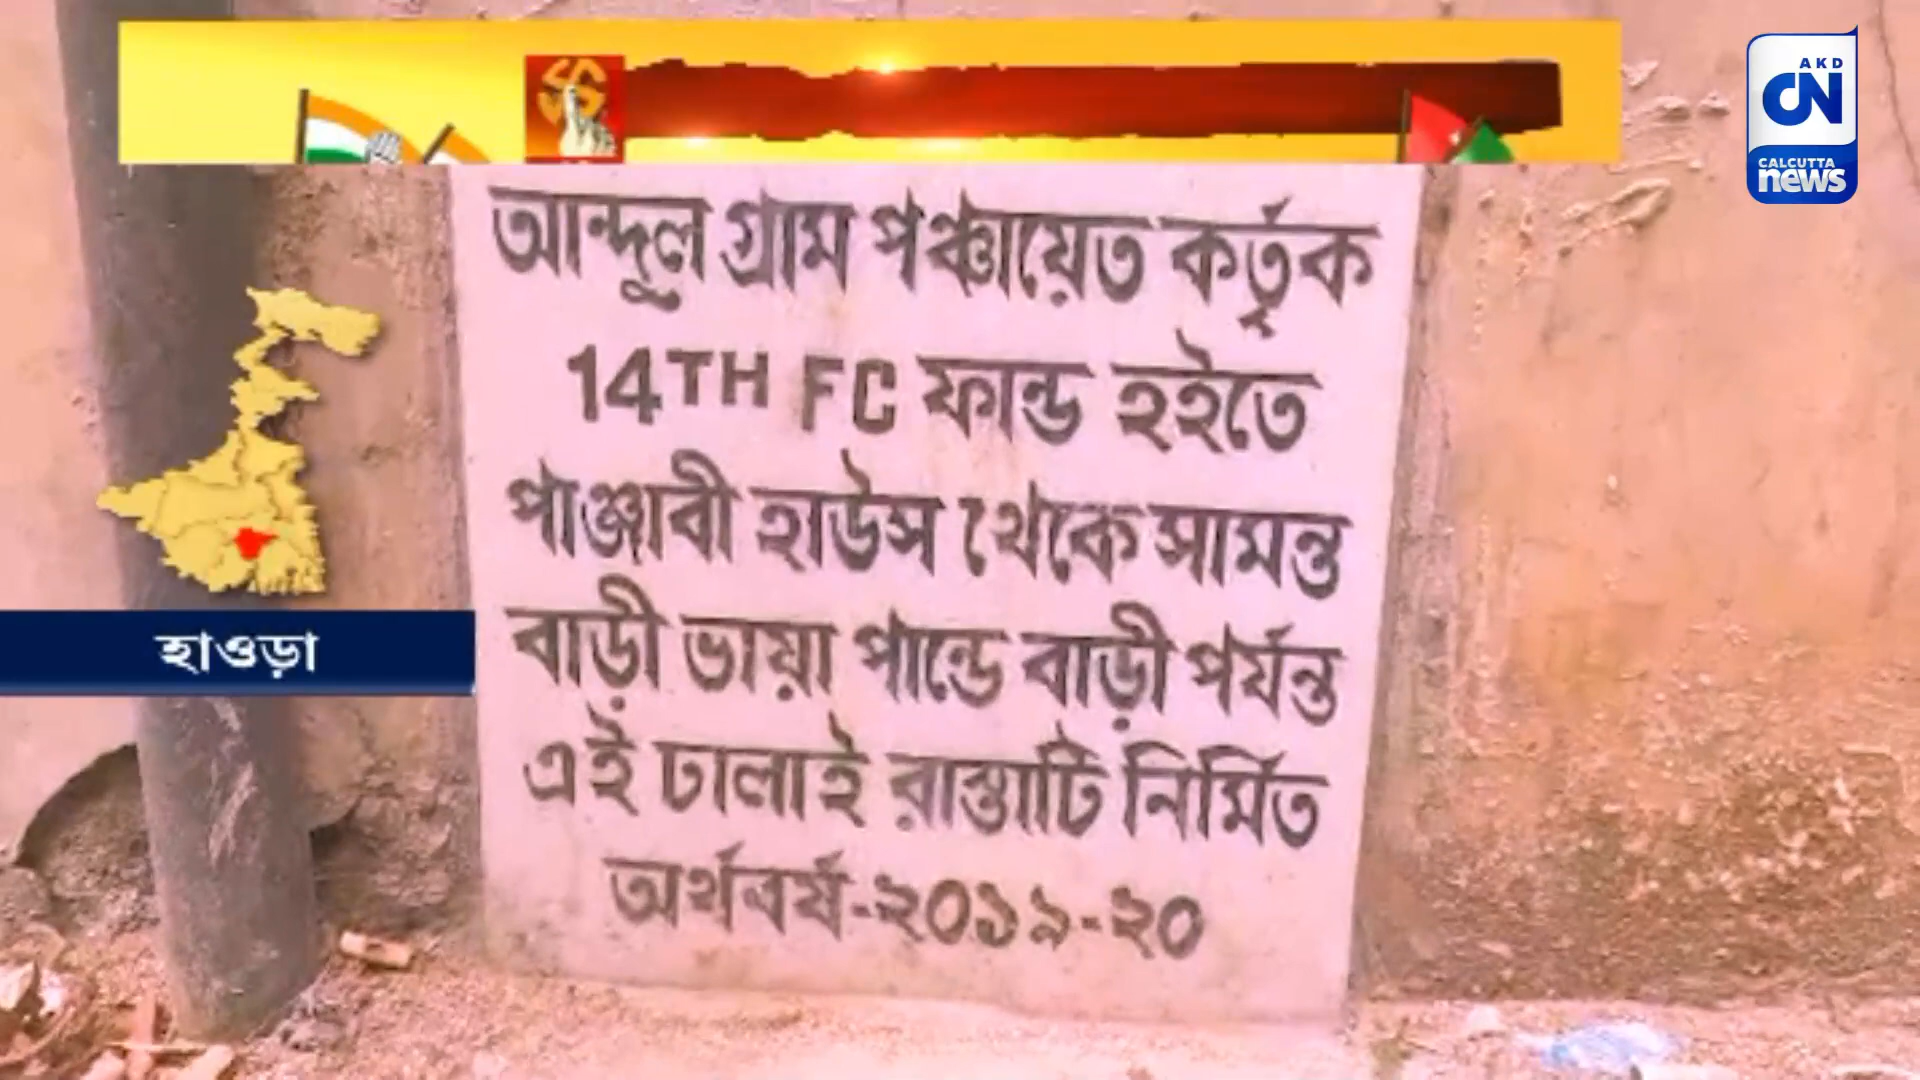 AKD
CN
CALCUTTA
news
আন্দুল গ্রাম পঞ্চায়েত কর্তৃক
14TH FC ফান্ড হইতে
পাঞ্জাবী হাউস থেকে সামন্ত
বাড়ী ভায়া পান্ডে বাড়ী পর্যন্ত
এই ঢালাই রাস্তাটি নির্মিত
অর্থবর্ষ-২০১৯-২০
হাওড়া